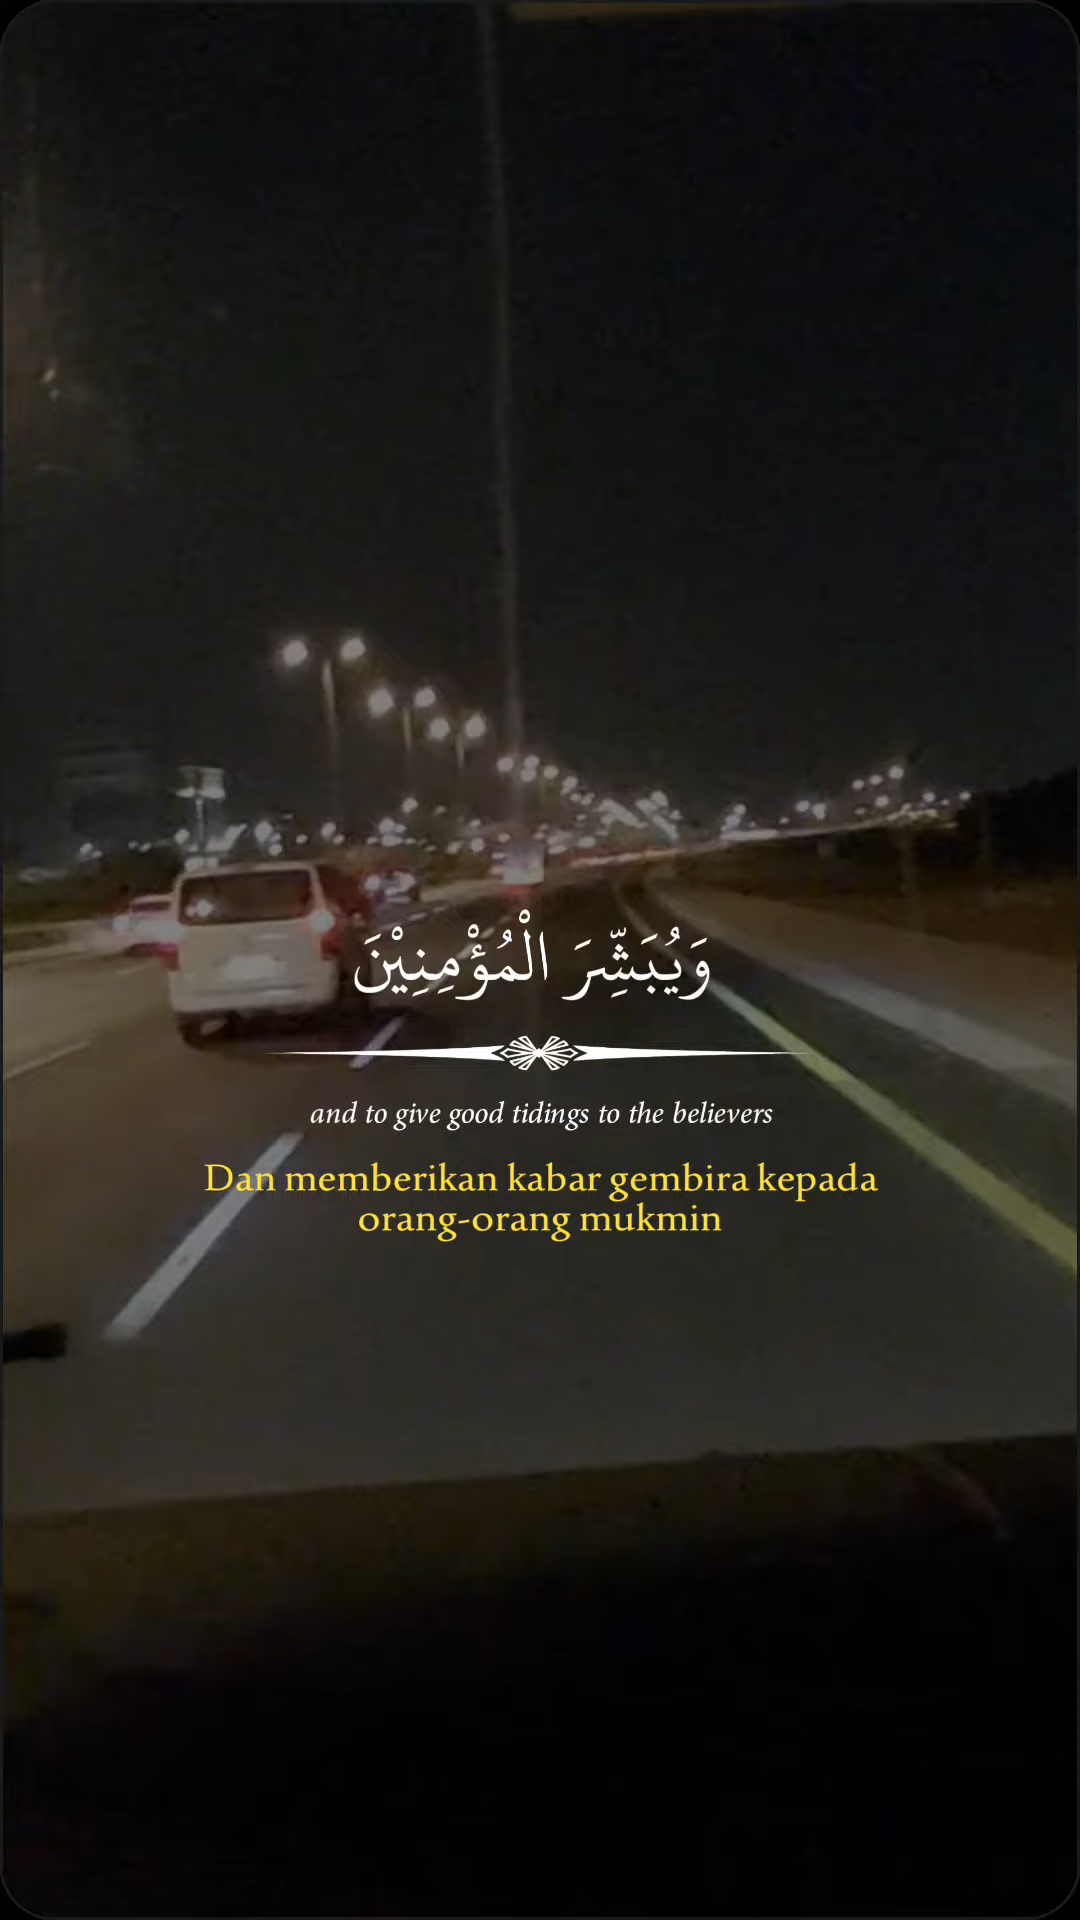 وَيُبَشِّرَ الْمُؤْمِنِيْنَ
and to give good tidings to the believers
Dan memberikan kabar gembira kepada
orang-orang mukmin